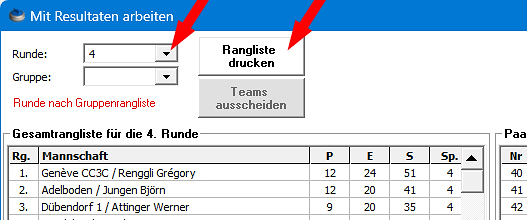 Mit Resultaten arbeiten
Runde: 4
Rangliste drucken
Gruppe:
Teams ausscheiden
Runde nach Gruppenrangliste
Gesamtrangliste für die 4. Runde
Paa
Rg. Mannschaft P E S Sp. Nr
1. Genève CC3C / Renggli Grégory 12 24 51 4 40
2. Adelboden / Jungen Björn 12 20 41 4 41
3. Dübendorf 1 / Attinger Werner 9 20 35 4 42